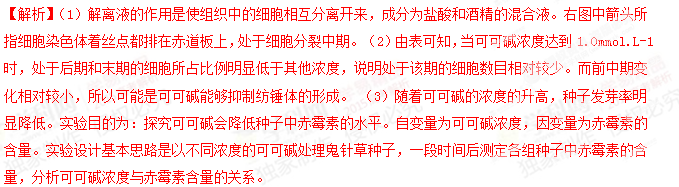 【解析】（1）解离液的作用是使组织中的细胞相互分离开来，成分为盐酸和酒精的混合液。右图中箭头所
指细胞染色体着丝点都排在赤道板上，处于细胞分裂中期。（2）由表可知，当可可碱浓度达到 1.0mmol.L-1
时，处于后期和末期的细胞所占比例明显低于其他浓度，说明处于该期的细胞数目相对较少。而前中期变
化相对较小，所以可能是可可碱能够抑制纺锤体的形成。 （3）随着可可碱的浓度的升高，种子发芽率明
显降低。实验目的为：探究可可碱会降低种子中赤霉素的水平。自变量为可可碱浓度，因变量为赤霉素的
含量。实验设计基本思路是以不同浓度的可可碱处理鬼针草种子，一段时间后测定各组种子中赤霉素的含
量，分析可可碱浓度与赤霉素含量的关系。